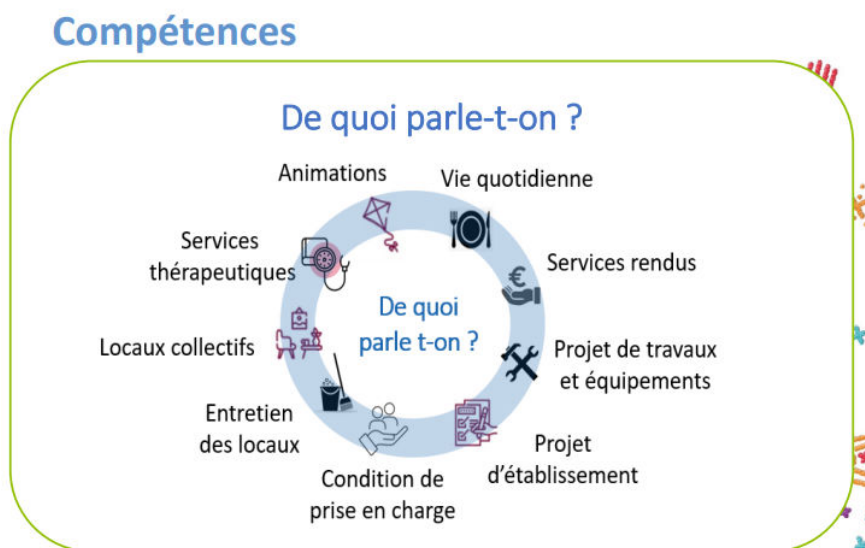 Compétences
De quoi parle-t-on ?
Animations
Vie quotidienne
Services
thérapeutiques
Services rendus
€
De quoi
parle t-on ?
Locaux collectifs
Projet de travaux
et équipements
Entretien
des locaux
Projet
d’établissement
Condition de
prise en charge